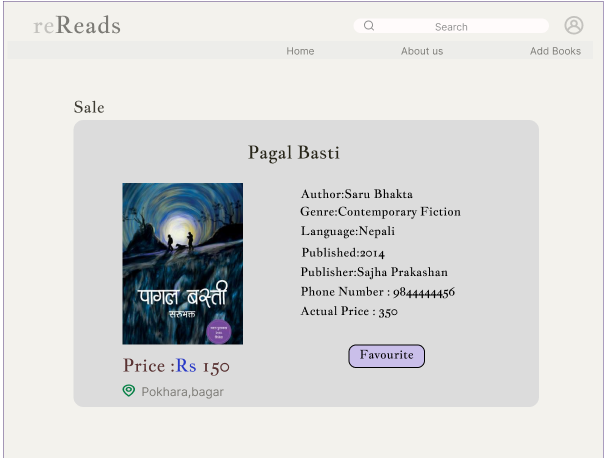 reReads
Search
Home About us Add Books
Sale
Pagal Basti
पागल बस्ती
सरुभक्त
Author:Saru Bhakta
Genre:Contemporary Fiction
Language:Nepali
Published:2014
Publisher:Sajha Prakashan
Phone Number : 9844444456
Actual Price : 350
Price :Rs 150
Favourite
Pokhara,bagar